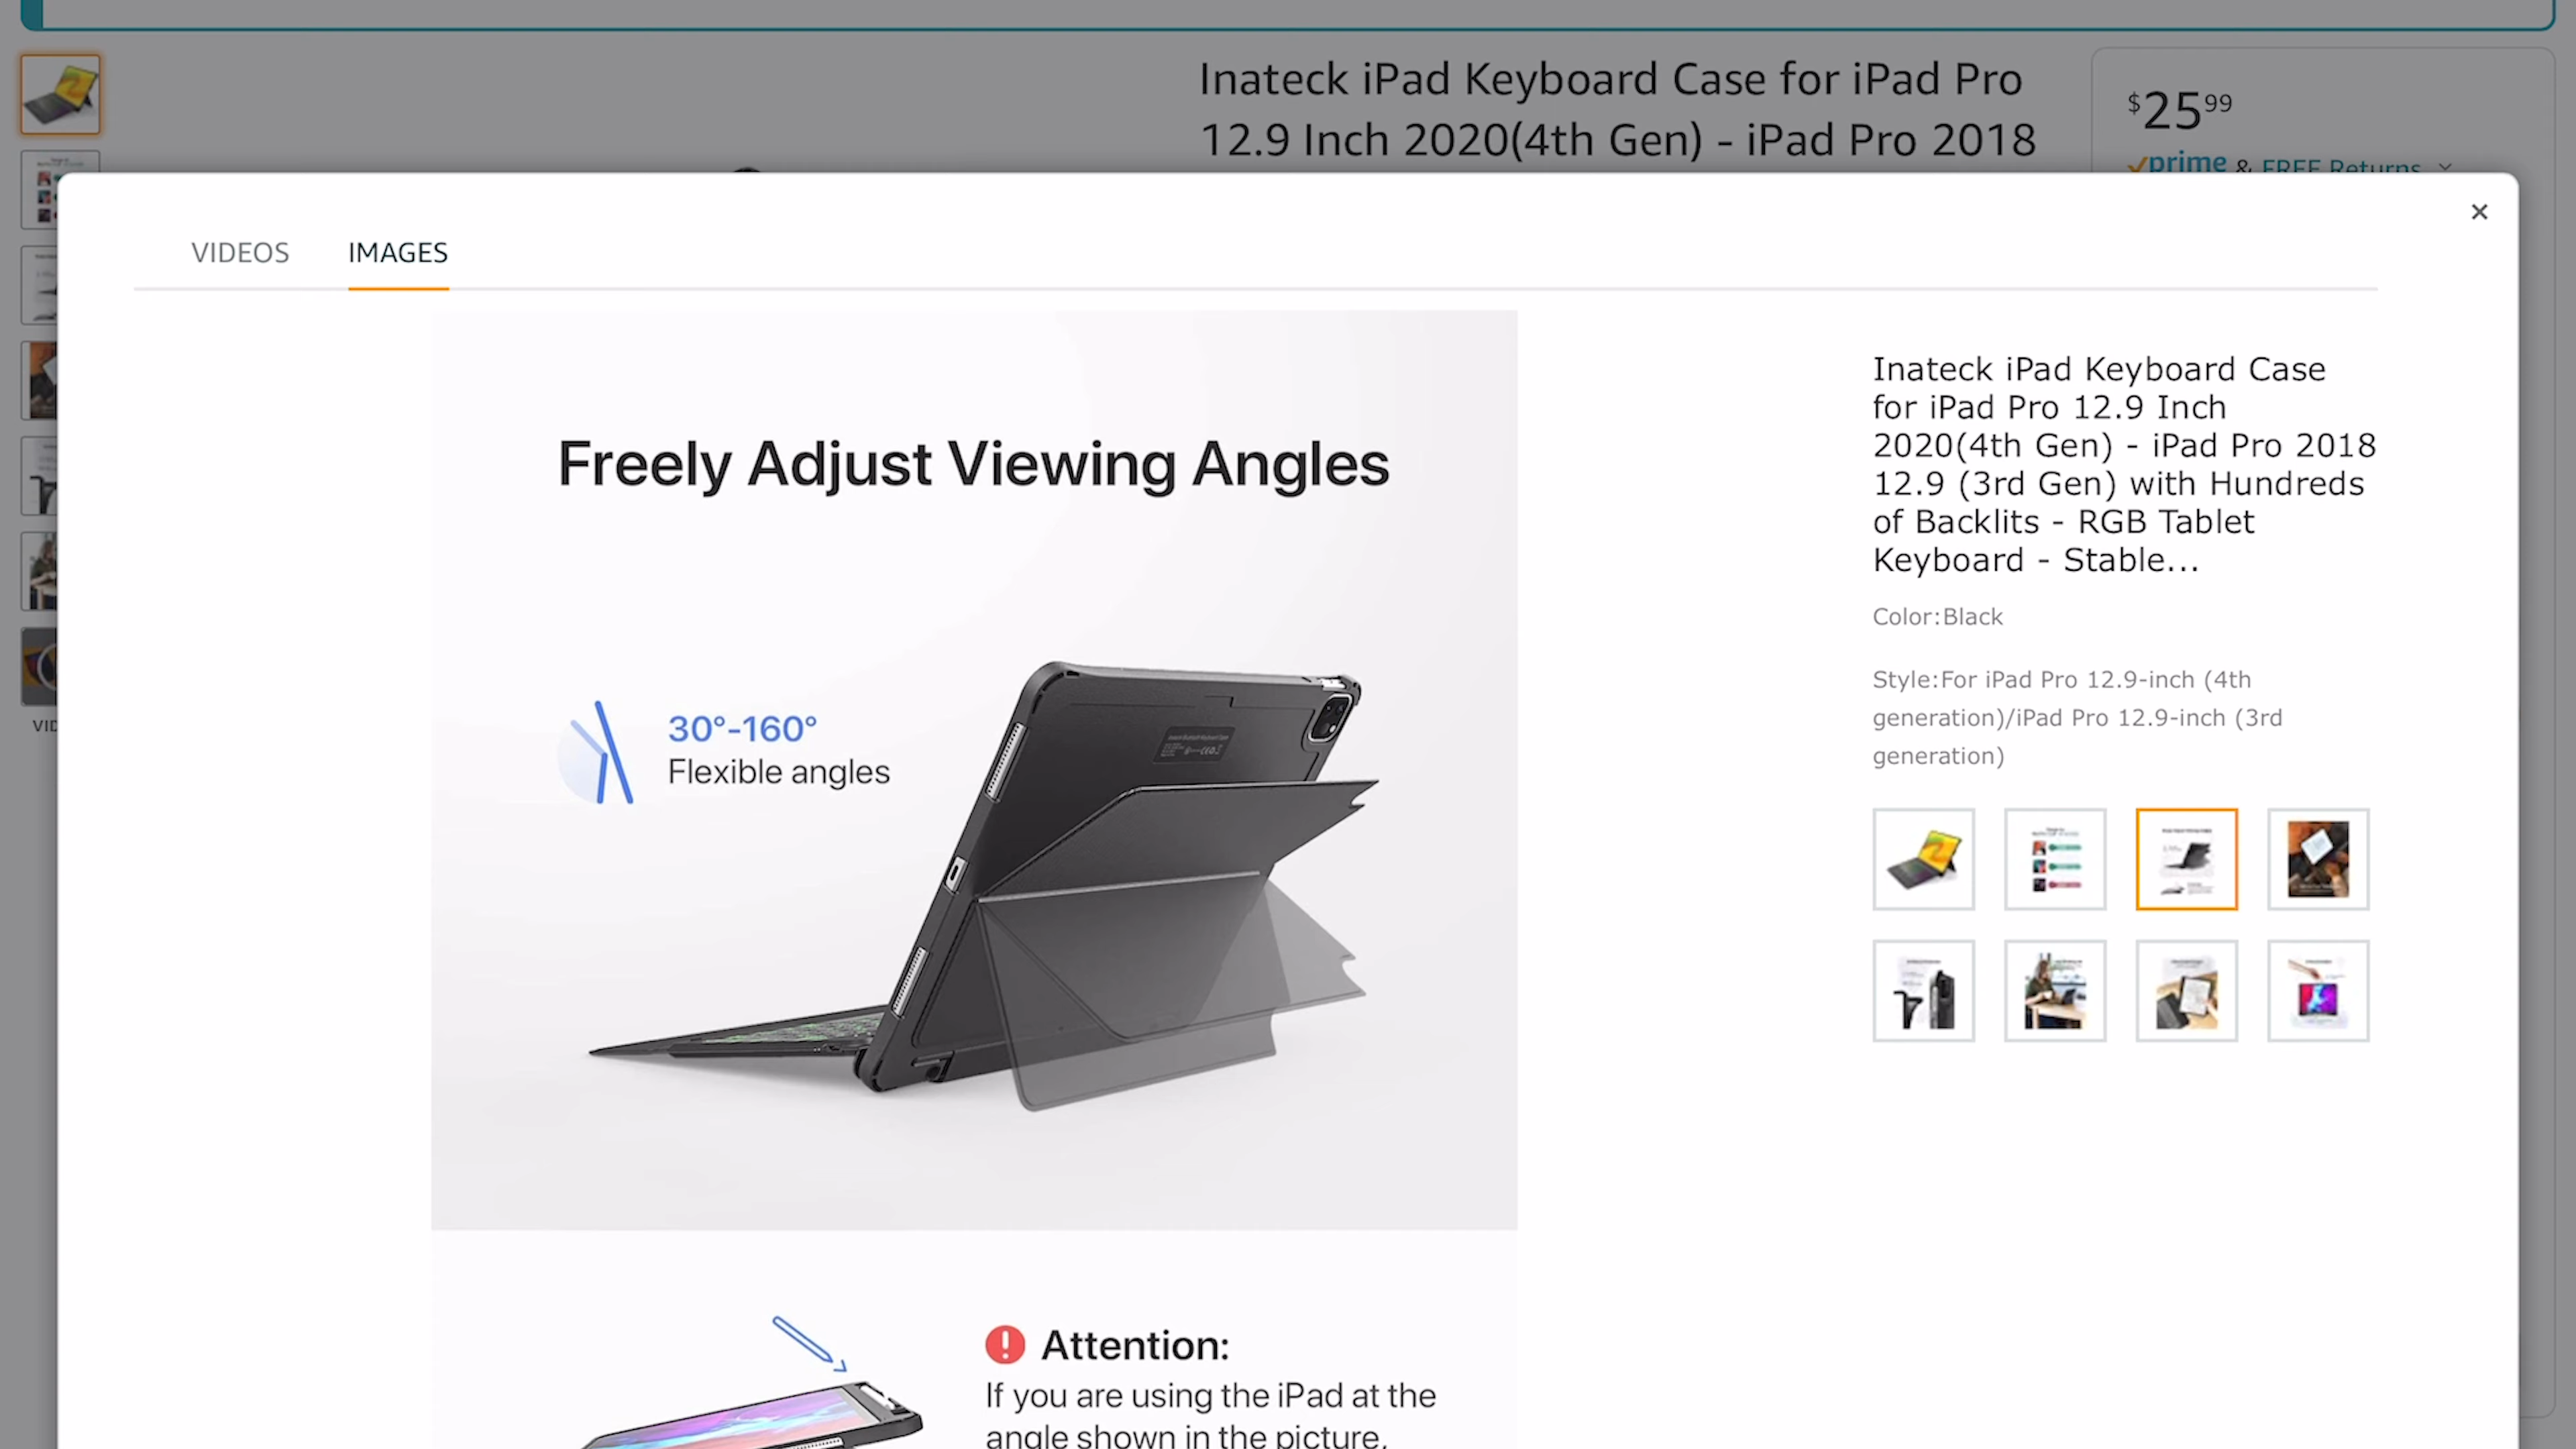 Inateck iPad Keyboard Case for iPad Pro
12.9 Inch 2020(4th Gen) - iPad Pro 2018
$25.99
prime & FREE Returns
VIDEOS IMAGES
Freely Adjust Viewing Angles
30°-160°
Flexible angles
Attention:
If you are using the iPad at the
angle shown in the picture,
Inateck iPad Keyboard Case
for iPad Pro 12.9 Inch
2020(4th Gen) - iPad Pro 2018
12.9 (3rd Gen) with Hundreds
of Backlits - RGB Tablet
Keyboard - Stable...
Color:Black
Style:For iPad Pro 12.9-inch (4th
generation)/iPad Pro 12.9-inch (3rd
generation)